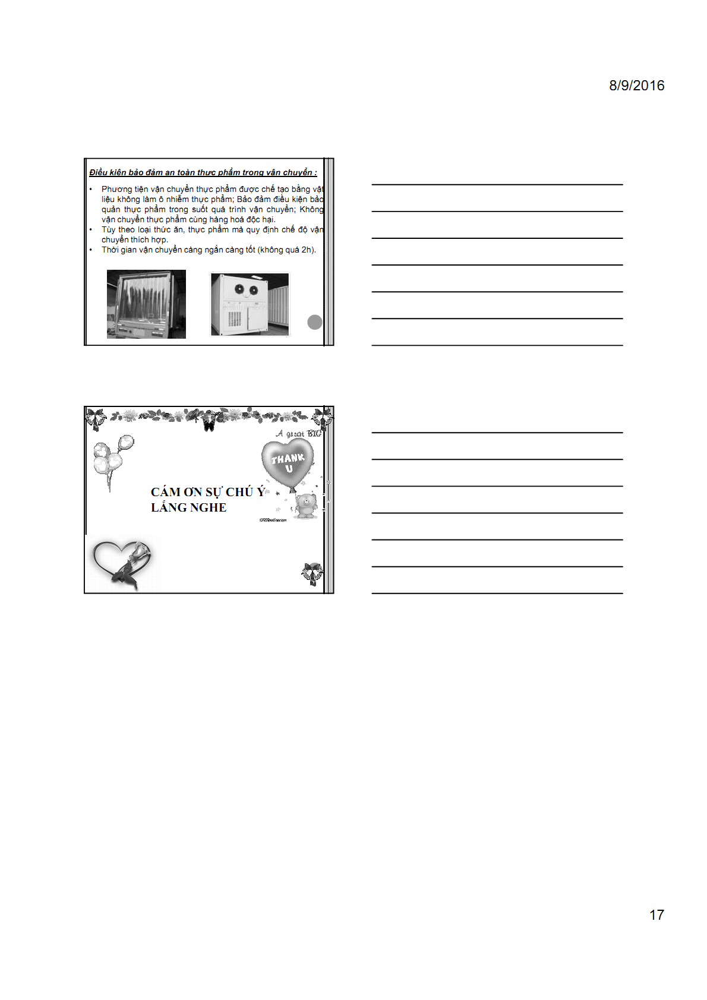 8/9/2016
Điều kiện bảo đảm an toàn thực phẩm trong vận chuyển :
• Phương tiện vận chuyển thực phẩm được chế tạo bằng vật
liệu không làm ô nhiễm thực phẩm; Bảo đảm điều kiện bảo
quản thực phẩm trong suốt quá trình vận chuyển; Không
vận chuyển thực phẩm cùng hàng hoá độc hại.
• Tùy theo loại thức ăn, thực phẩm mà quy định chế độ vận
chuyển thích hợp.
• Thời gian vận chuyển càng ngắn càng tốt (không quá 2h).
A great BIG
THANK
U
CÁM ƠN SỰ CHÚ Ý
LẮNG NGHE
17